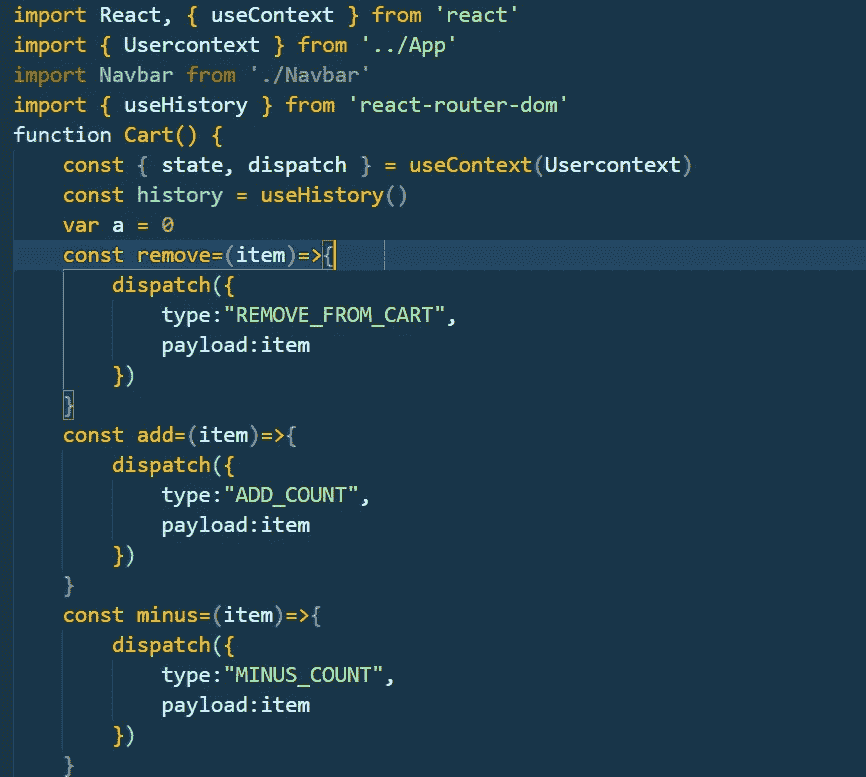 import React, { useContext } from 'react'
import { Usercontext } from '../App'
import Navbar from './Navbar'
import { useHistory } from 'react-router-dom'
function Cart() {
    const { state, dispatch } = useContext(Usercontext)
    const history = useHistory()
    var a = 0
    const remove=(item)=>{
        dispatch({
            type:"REMOVE_FROM_CART",
            payload:item
        })
    }
    const add=(item)=>{
        dispatch({
            type:"ADD_COUNT",
            payload:item
        })
    }
    const minus=(item)=>{
        dispatch({
            type:"MINUS_COUNT",
            payload:item
        })
    }